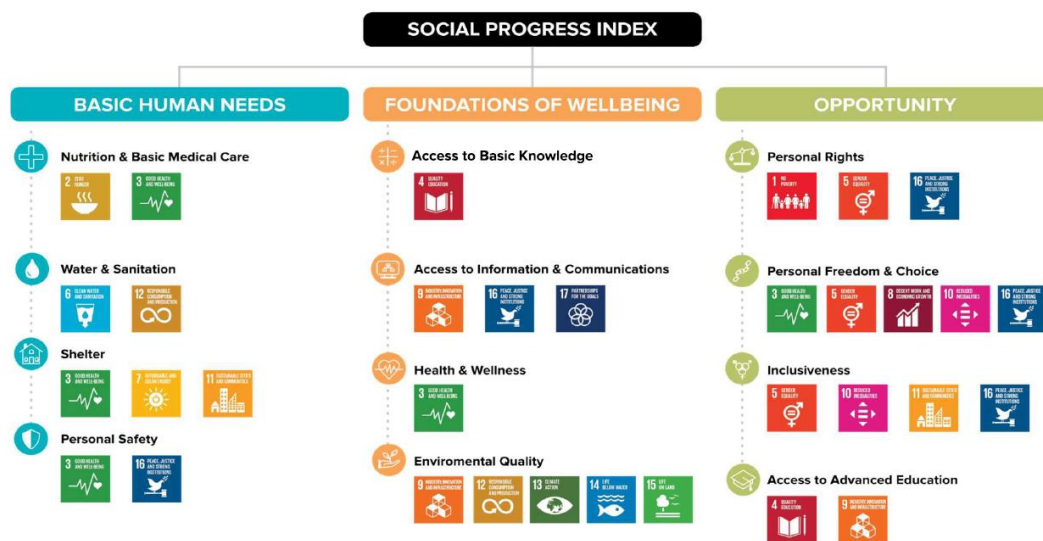 SOCIAL PROGRESS INDEX
BASIC HUMAN NEEDS
Nutrition & Basic Medical Care
2 ZERO
HUNGER
3 GOOD HEALTH
AND WELL-BEING
Water & Sanitation
6 CLEAN WATER
AND SANITATION
12 RESPONSIBLE
CONSUMPTION
AND PRODUCTION
Shelter
3 GOOD HEALTH
AND WELL-BEING
7 AFFORDABLE AND
CLEAN ENERGY
11 SUSTAINABLE CITIES
AND COMMUNITIES
Personal Safety
3 GOOD HEALTH
AND WELL-BEING
16 PEACE, JUSTICE
AND STRONG
INSTITUTIONS
FOUNDATIONS OF WELLBEING
Access to Basic Knowledge
4 QUALITY
EDUCATION
Access to Information & Communications
9 INDUSTRY, INNOVATION
AND INFRASTRUCTURE
16 PEACE, JUSTICE
AND STRONG
INSTITUTIONS
17 PARTNERSHIPS
FOR THE GOALS
Health & Wellness
3 GOOD HEALTH
AND WELL-BEING
Enviromental Quality
9 INDUSTRY, INNOVATION
AND INFRASTRUCTURE
12 RESPONSIBLE
CONSUMPTION
AND PRODUCTION
13 CLIMATE
ACTION
14 LIFE
BELOW WATER
15 LIFE
ON LAND
OPPORTUNITY
Personal Rights
1 NO
POVERTY
5 GENDER
EQUALITY
16 PEACE, JUSTICE
AND STRONG
INSTITUTIONS
Personal Freedom & Choice
3 GOOD HEALTH
AND WELL-BEING
5 GENDER
EQUALITY
8 DECENT WORK AND
ECONOMIC GROWTH
10 REDUCED
INEQUALITIES
16 PEACE, JUSTICE
AND STRONG
INSTITUTIONS
Inclusiveness
5 GENDER
EQUALITY
10 REDUCED
INEQUALITIES
11 SUSTAINABLE CITIES
AND COMMUNITIES
16 PEACE, JUSTICE
AND STRONG
INSTITUTIONS
Access to Advanced Education
4 QUALITY
EDUCATION
9 INDUSTRY, INNOVATION
AND INFRASTRUCTURE